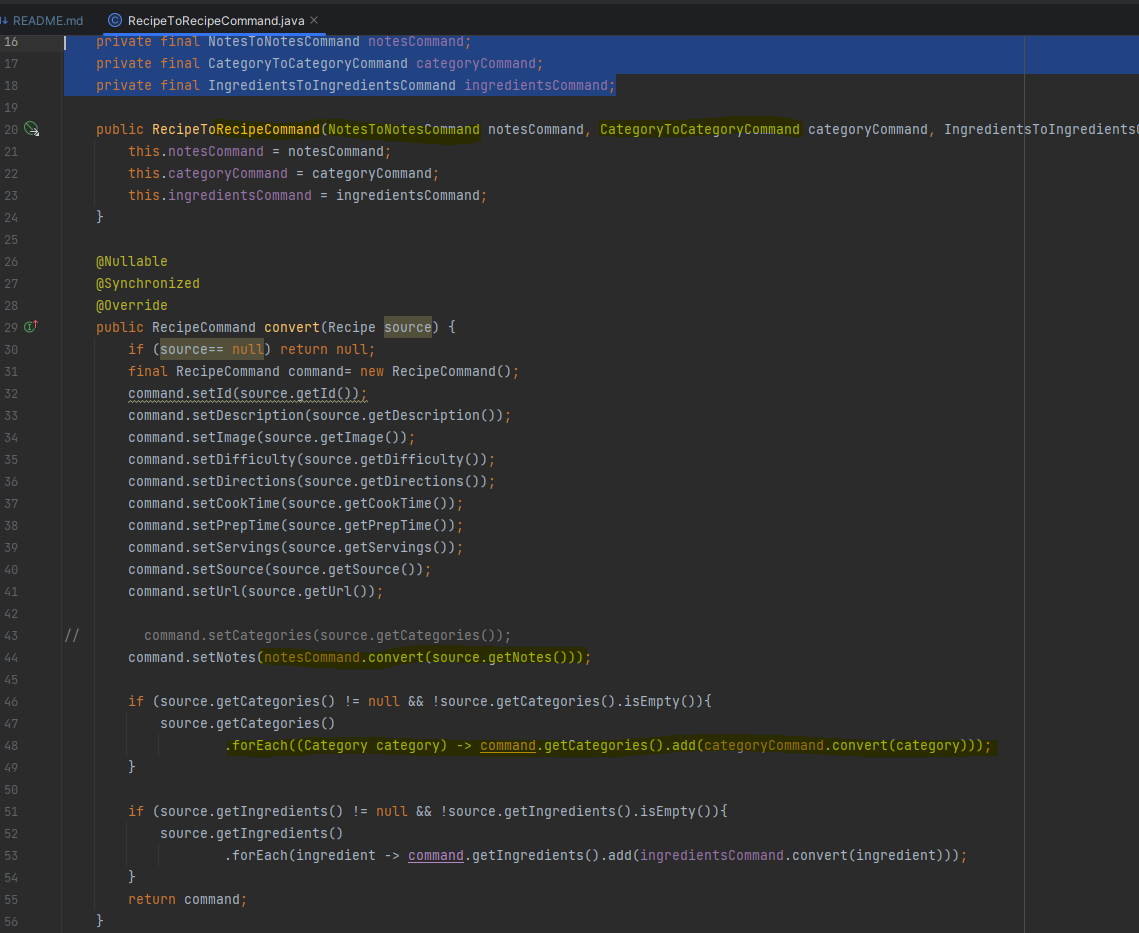 README.md RecipeToRecipeCommand.java
16 private final NotesToNotesCommand notesCommand;
17 private final CategoryToCategoryCommand categoryCommand;
18 private final IngredientsToIngredientsCommand ingredientsCommand;
19
20 public RecipeToRecipeCommand(NotesToNotesCommand notesCommand, CategoryToCategoryCommand categoryCommand, IngredientsToIngredients
21 this.notesCommand = notesCommand;
22 this.categoryCommand = categoryCommand;
23 this.ingredientsCommand = ingredientsCommand;
24 }
25
26 @Nullable
27 @Synchronized
28 @Override
29 public RecipeCommand convert(Recipe source) {
30 if (source== null) return null;
31 final RecipeCommand command= new RecipeCommand();
32 command.setId(source.getId());
33 command.setDescription(source.getDescription());
34 command.setImage(source.getImage());
35 command.setDifficulty(source.getDifficulty());
36 command.setDirections(source.getDirections());
37 command.setCookTime(source.getCookTime());
38 command.setPrepTime(source.getPrepTime());
39 command.setServings(source.getServings());
40 command.setSource(source.getSource());
41 command.setUrl(source.getUrl());
42
43 // command.setCategories(source.getCategories());
44 command.setNotes(notesCommand.convert(source.getNotes()));
45
46 if (source.getCategories() != null && !source.getCategories().isEmpty()){
47 source.getCategories()
48 .forEach((Category category) -> command.getCategories().add(categoryCommand.convert(category)));
49 }
50
51 if (source.getIngredients() != null && !source.getIngredients().isEmpty()){
52 source.getIngredients()
53 .forEach(ingredient -> command.getIngredients().add(ingredientsCommand.convert(ingredient)));
54 }
55 return command;
56 }